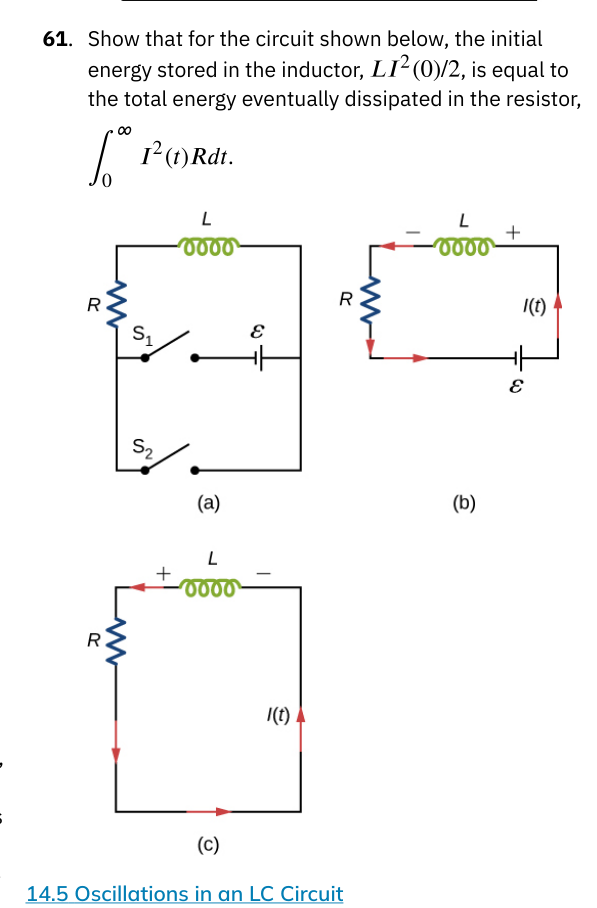 61. Show that for the circuit shown below, the initial
energy stored in the inductor, LI²(0)/2, is equal to
the total energy eventually dissipated in the resistor,
∫₀^∞ I²(t)Rdt.
L
R
S₁
ε
S₂
(a)
L
− +
R
I(t)
ε
(b)
L
+ −
R
I(t)
(c)
14.5 Oscillations in an LC Circuit